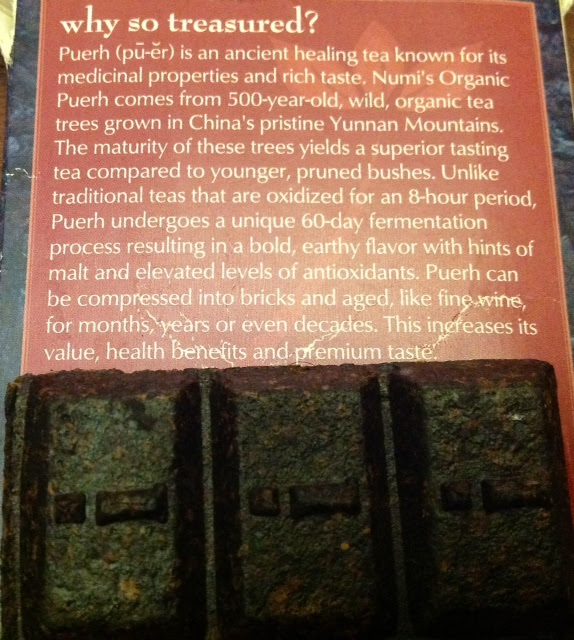 why so treasured?
Puerh (pū-ĕr) is an ancient healing tea known for its
medicinal properties and rich taste. Numi's Organic
Puerh comes from 500-year-old, wild, organic tea
trees grown in China's pristine Yunnan Mountains.
The maturity of these trees yields a superior tasting
tea compared to younger, pruned bushes. Unlike
traditional teas that are oxidized for an 8-hour period,
Puerh undergoes a unique 60-day fermentation
process resulting in a bold, earthy flavor with hints of
malt and elevated levels of antioxidants. Puerh can
be compressed into bricks and aged, like fine wine,
for months, years or even decades. This increases its
value, health benefits and premium taste.